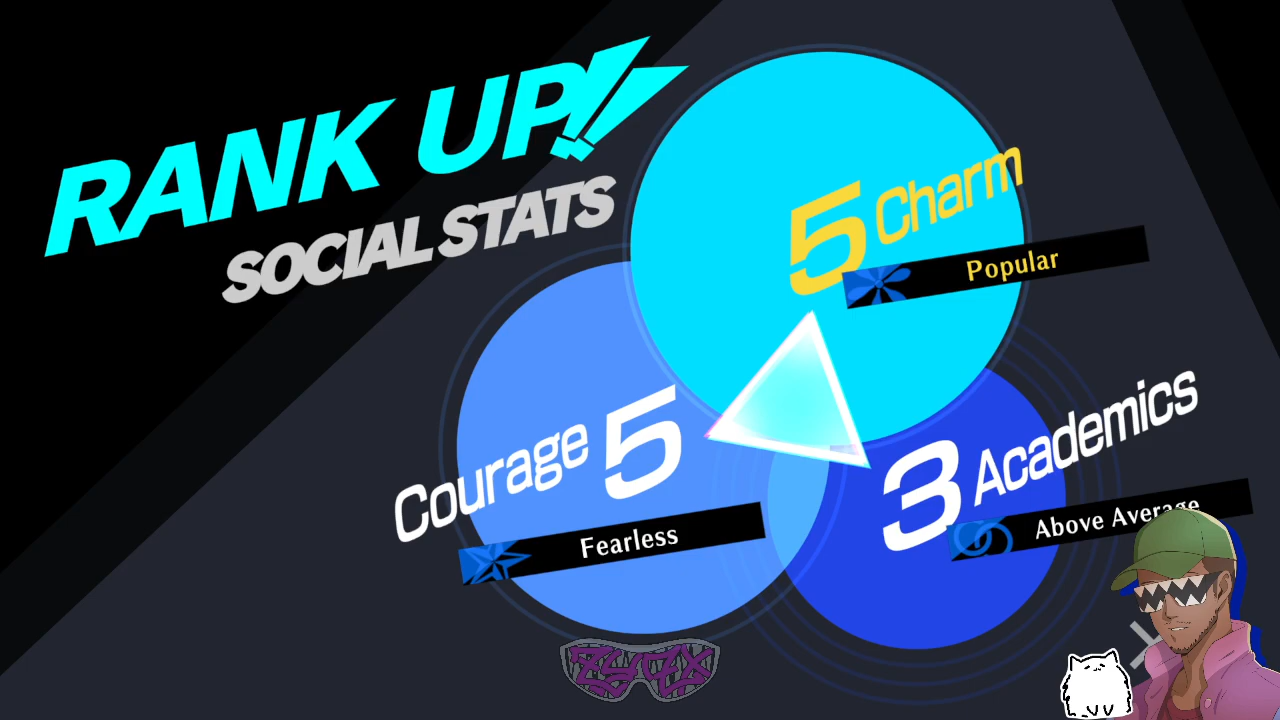 RANK UP!!
SOCIAL STATS
5 Charm
Popular
Courage 5
Fearless
3 Academics
Above Average